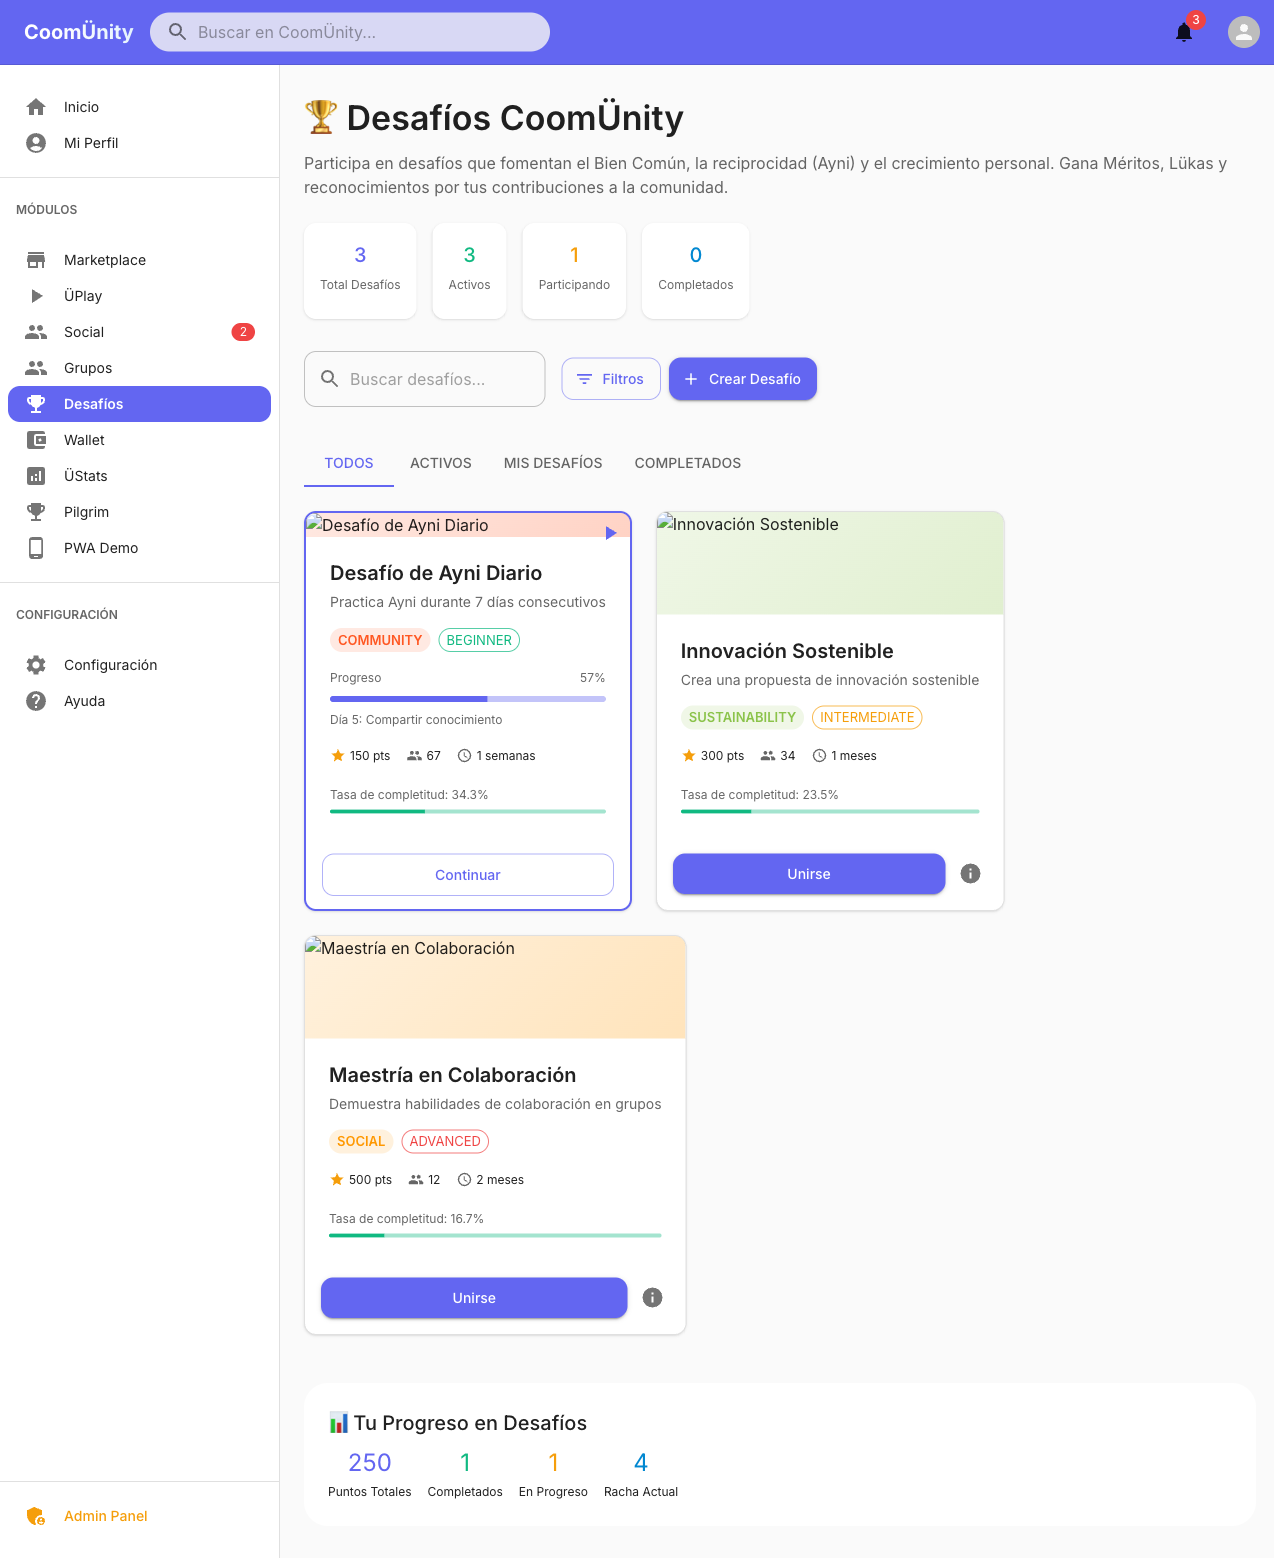 CoomÜnity
Buscar en CoomÜnity...
3
Inicio
Mi Perfil
MÓDULOS
Marketplace
ÜPlay
Social
2
Grupos
Desafíos
Wallet
ÜStats
Pilgrim
PWA Demo
CONFIGURACIÓN
Configuración
Ayuda
Admin Panel
🏆 Desafíos CoomÜnity
Participa en desafíos que fomentan el Bien Común, la reciprocidad (Ayni) y el crecimiento personal. Gana Méritos, Lükas y
reconocimientos por tus contribuciones a la comunidad.
3
Total Desafíos
3
Activos
1
Participando
0
Completados
Buscar desafíos...
Filtros
Crear Desafío
TODOS
ACTIVOS
MIS DESAFÍOS
COMPLETADOS
Desafío de Ayni Diario
Desafío de Ayni Diario
Practica Ayni durante 7 días consecutivos
COMMUNITY
BEGINNER
Progreso
57%
Día 5: Compartir conocimiento
150 pts
67
1 semanas
Tasa de completitud: 34.3%
Continuar
Innovación Sostenible
Innovación Sostenible
Crea una propuesta de innovación sostenible
SUSTAINABILITY
INTERMEDIATE
300 pts
34
1 meses
Tasa de completitud: 23.5%
Unirse
Maestría en Colaboración
Maestría en Colaboración
Demuestra habilidades de colaboración en grupos
SOCIAL
ADVANCED
500 pts
12
2 meses
Tasa de completitud: 16.7%
Unirse
📊 Tu Progreso en Desafíos
250
Puntos Totales
1
Completados
1
En Progreso
4
Racha Actual